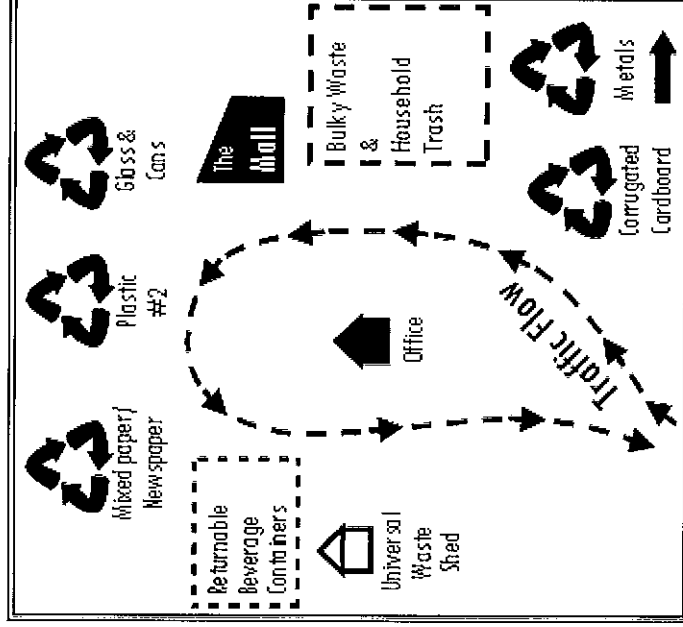 Mixed paper/
Newspaper
Plastic
#2
Glass &
Cans
The
Mall
Returnable
Beverage
Containers
Universal
Waste
Shed
Office
Bulky Waste
&
Household
Trash
Traffic Flow
Corrugated
Cardboard
Metals